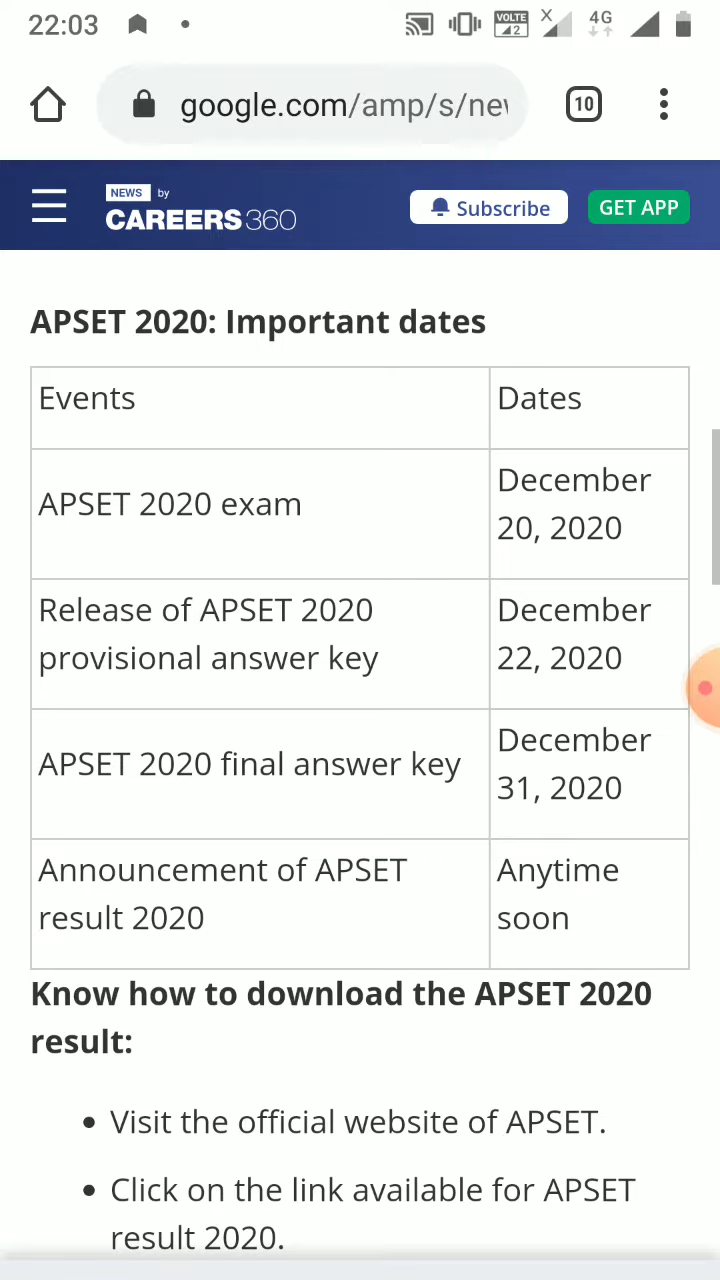 22:03
VOLTE
2
X
4G
google.com/amp/s/nev
10
NEWS by
CAREERS360
Subscribe
GET APP
APSET 2020: Important dates
Events
Dates
APSET 2020 exam
December
20, 2020
Release of APSET 2020
provisional answer key
December
22, 2020
APSET 2020 final answer key
December
31, 2020
Announcement of APSET
result 2020
Anytime
soon
Know how to download the APSET 2020
result:
• Visit the official website of APSET.
• Click on the link available for APSET
result 2020.